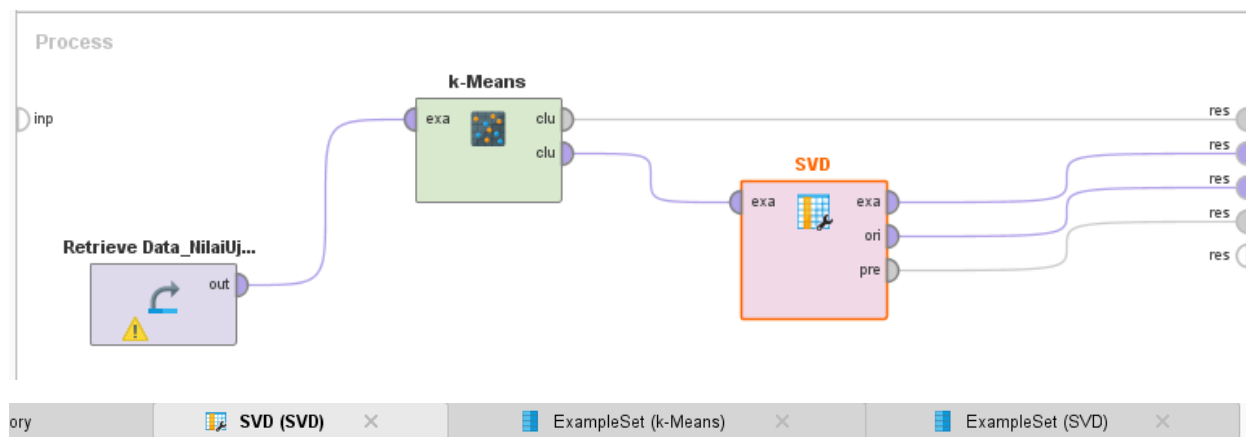 Process
inp
k-Means
exa
clu
clu
Retrieve Data_NilaiUj...
out
SVD
exa
exa
ori
pre
res
res
res
res
res
ory
SVD (SVD)
ExampleSet (k-Means)
ExampleSet (SVD)